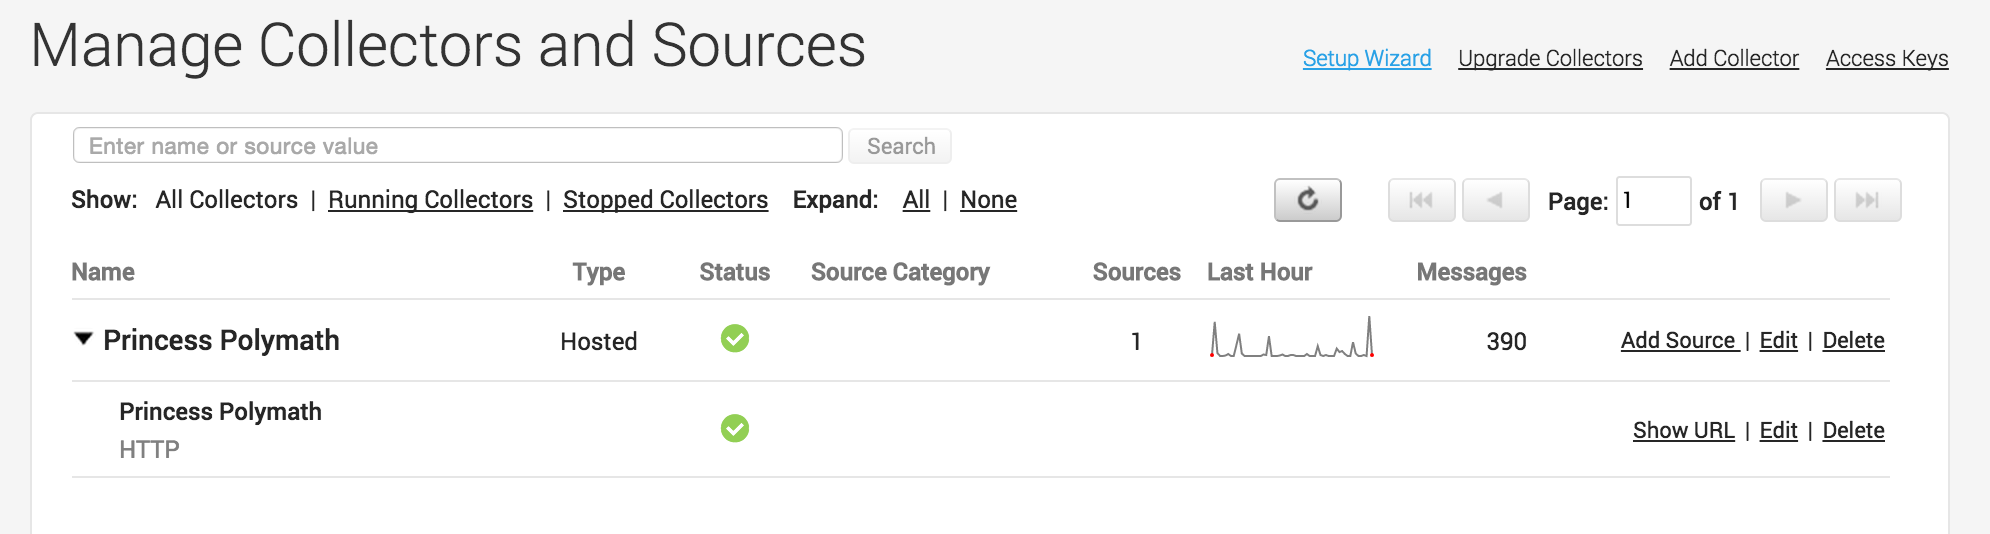 Manage Collectors and Sources
Setup Wizard Upgrade Collectors Add Collector Access Keys
Enter name or source value Search
Show: All Collectors | Running Collectors | Stopped Collectors Expand: All | None Page: 1 of 1
Name Type Status Source Category Sources Last Hour Messages
Princess Polymath Hosted 1 390 Add Source | Edit | Delete
Princess Polymath
HTTP
Show URL | Edit | Delete